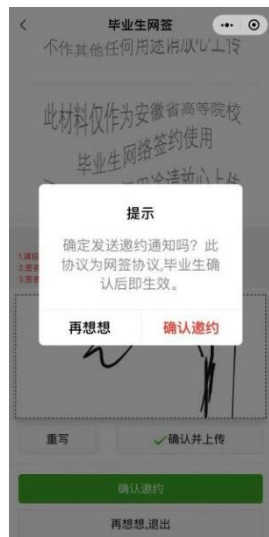 毕业生网签
不作其他任何用途请放心上传
此材料仅作为安徽省高等院校
毕业生网络签约使用
提示
确定发送邀约通知吗？此
协议为网签协议,毕业生确
认后即生效。
再想想
确认邀约
重写
确认并上传
确认邀约
再想想,退出